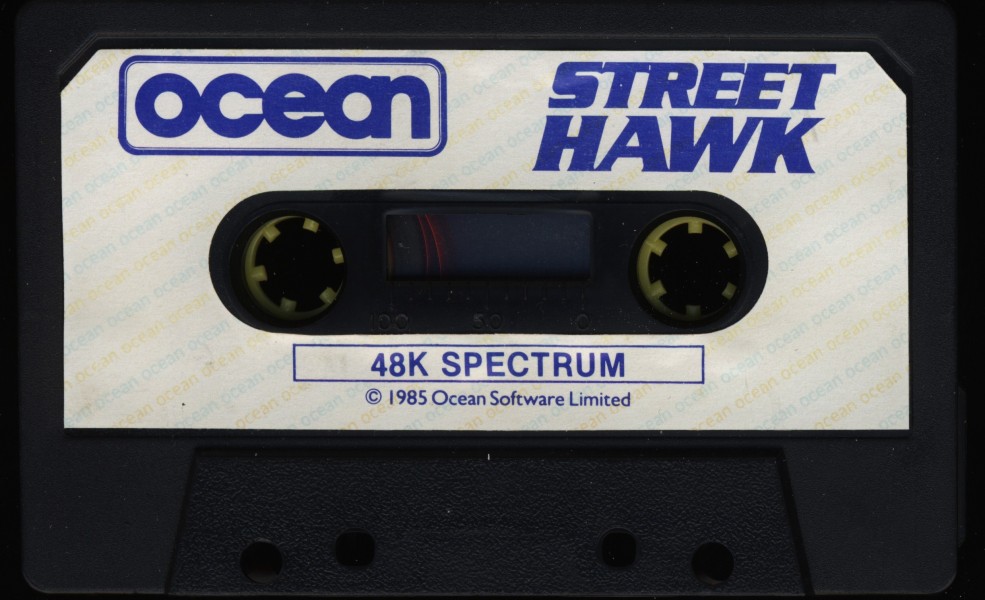 ocean
STREET
HAWK
100 50 0
48K SPECTRUM
© 1985 Ocean Software Limited